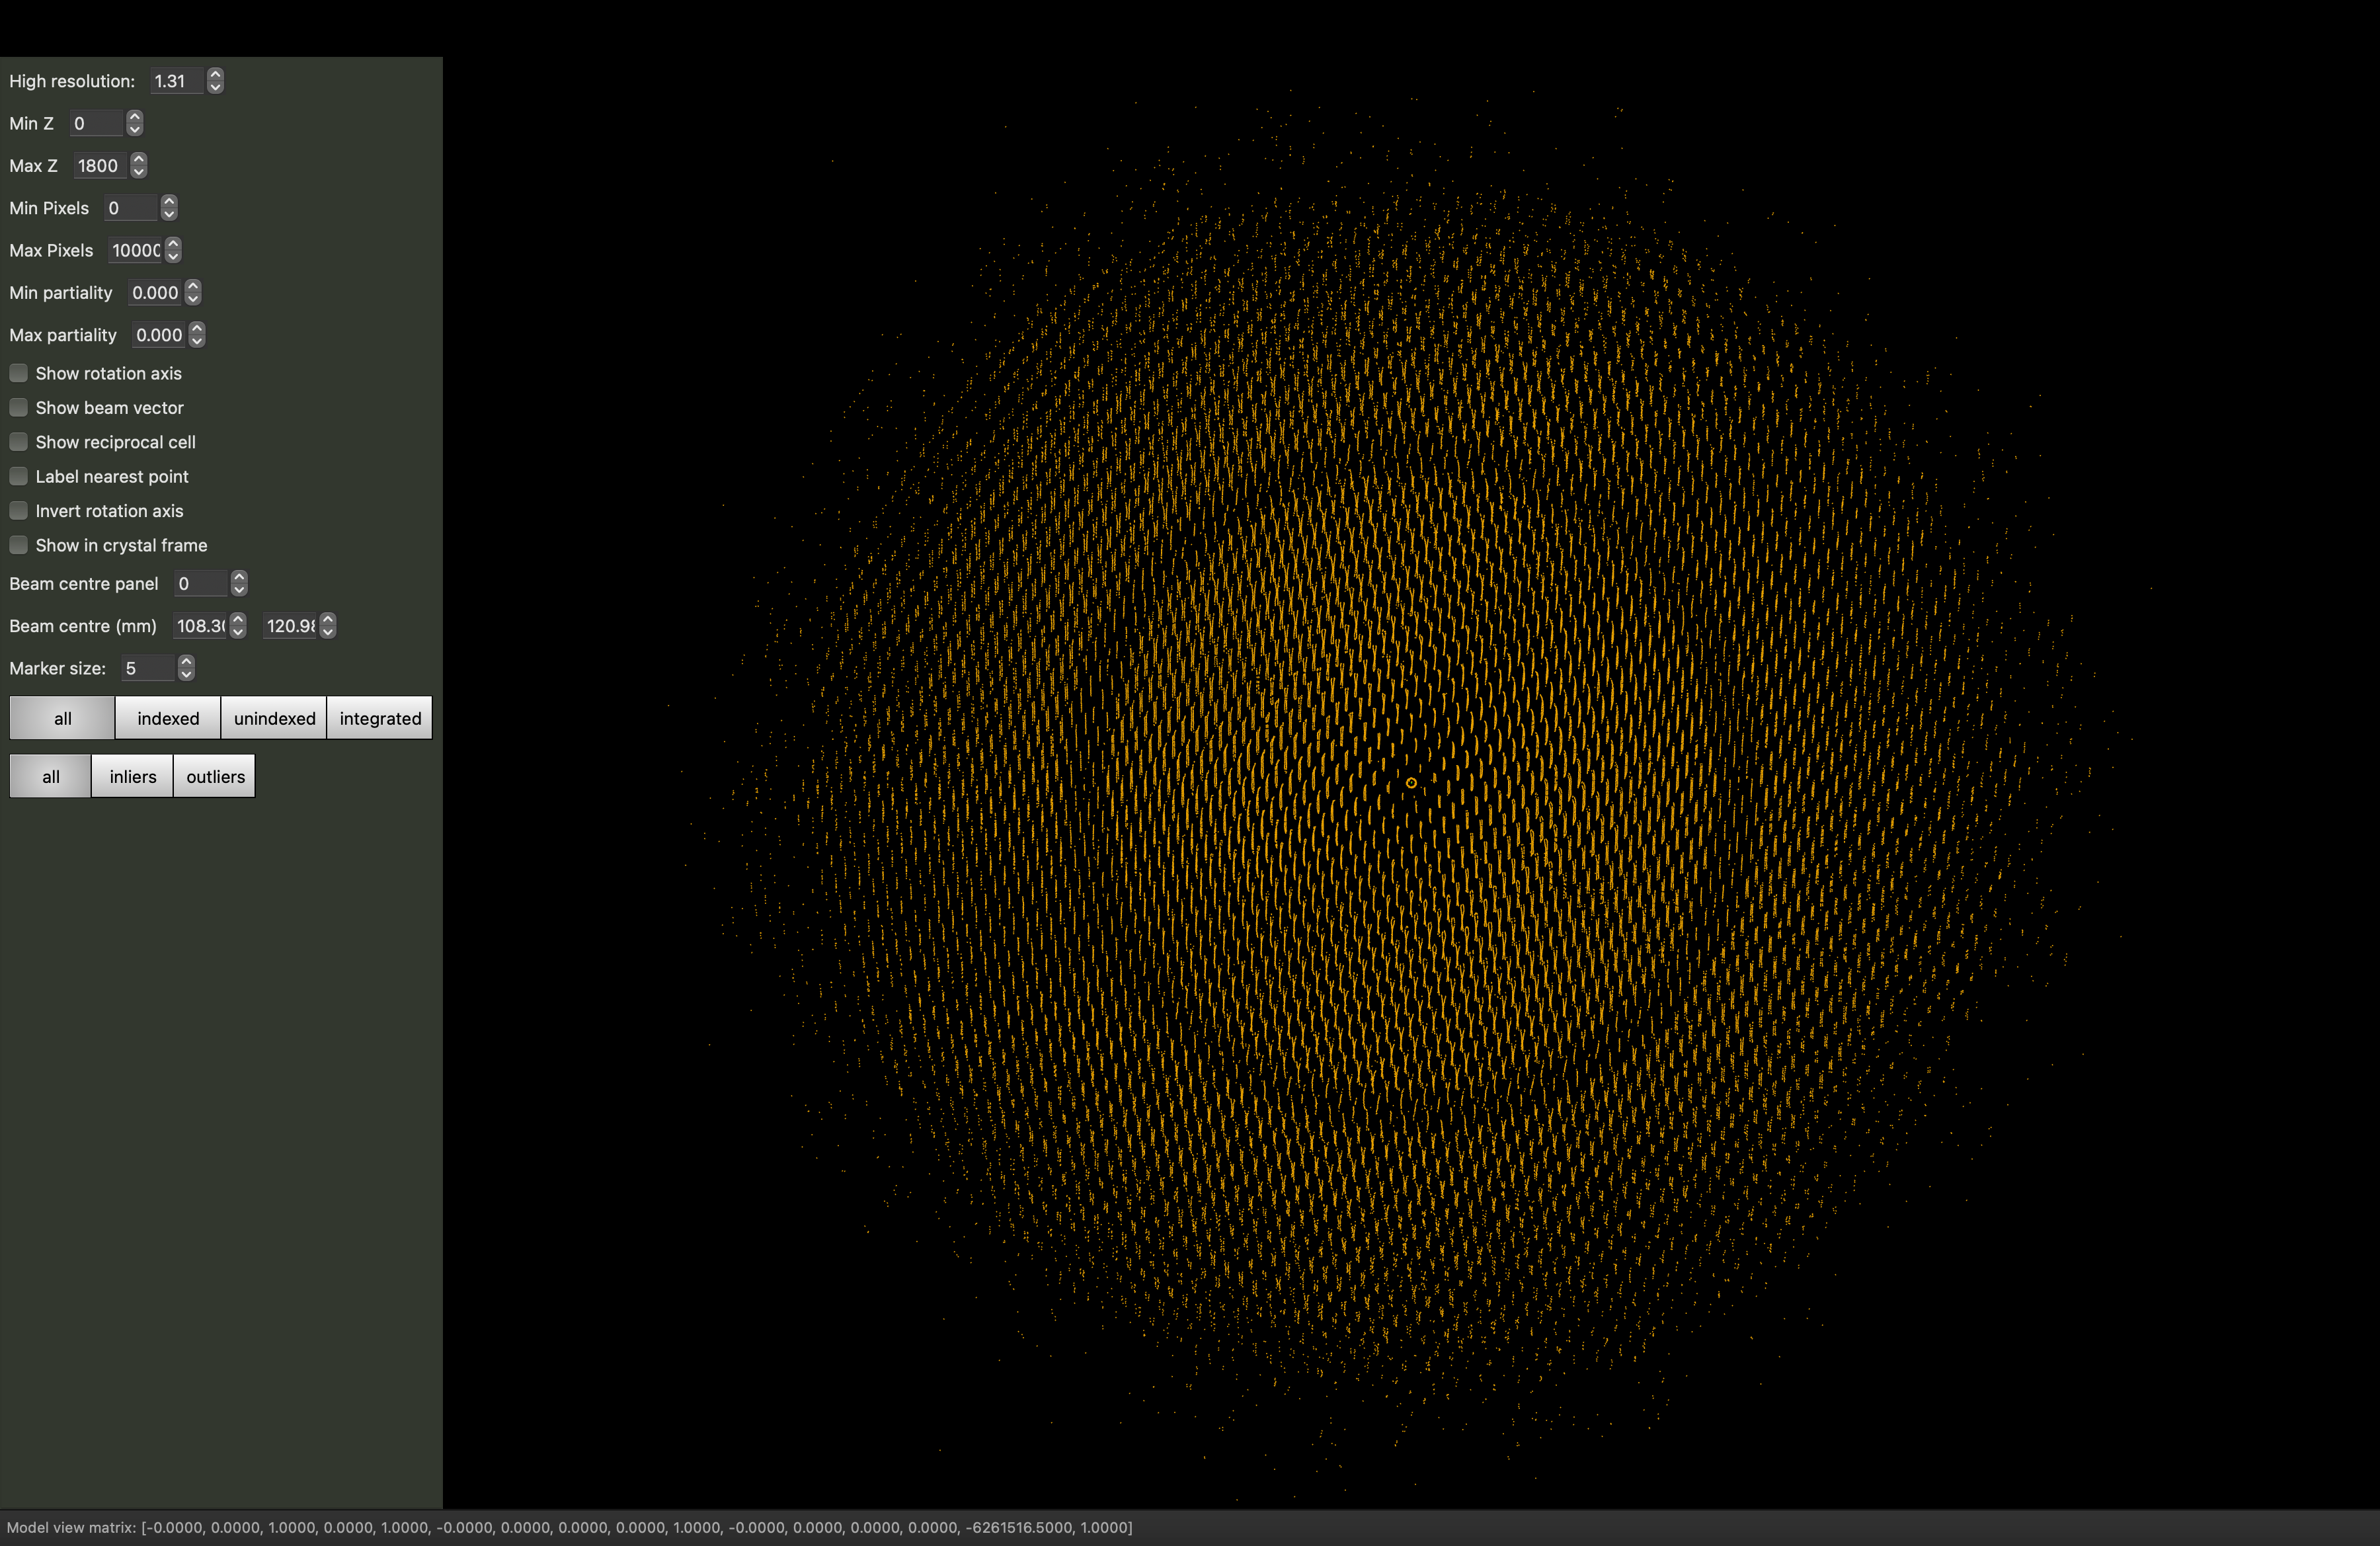 High resolution: 1.31
Min Z 0
Max Z 1800
Min Pixels 0
Max Pixels 1000
Min partiality 0.000
Max partiality 0.000
Show rotation axis
Show beam vector
Show reciprocal cell
Label nearest point
Invert rotation axis
Show in crystal frame
Beam centre panel 0
Beam centre (mm) 108.3 120.9
Marker size: 5
all indexed unindexed integrated
all inliers outliers
Model view matrix: [-0.0000, 0.0000, 1.0000, 0.0000, 1.0000, -0.0000, 0.0000, 0.0000, 0.0000, 1.0000, -0.0000, 0.0000, 0.0000, 0.0000, -6261516.5000, 1.0000]